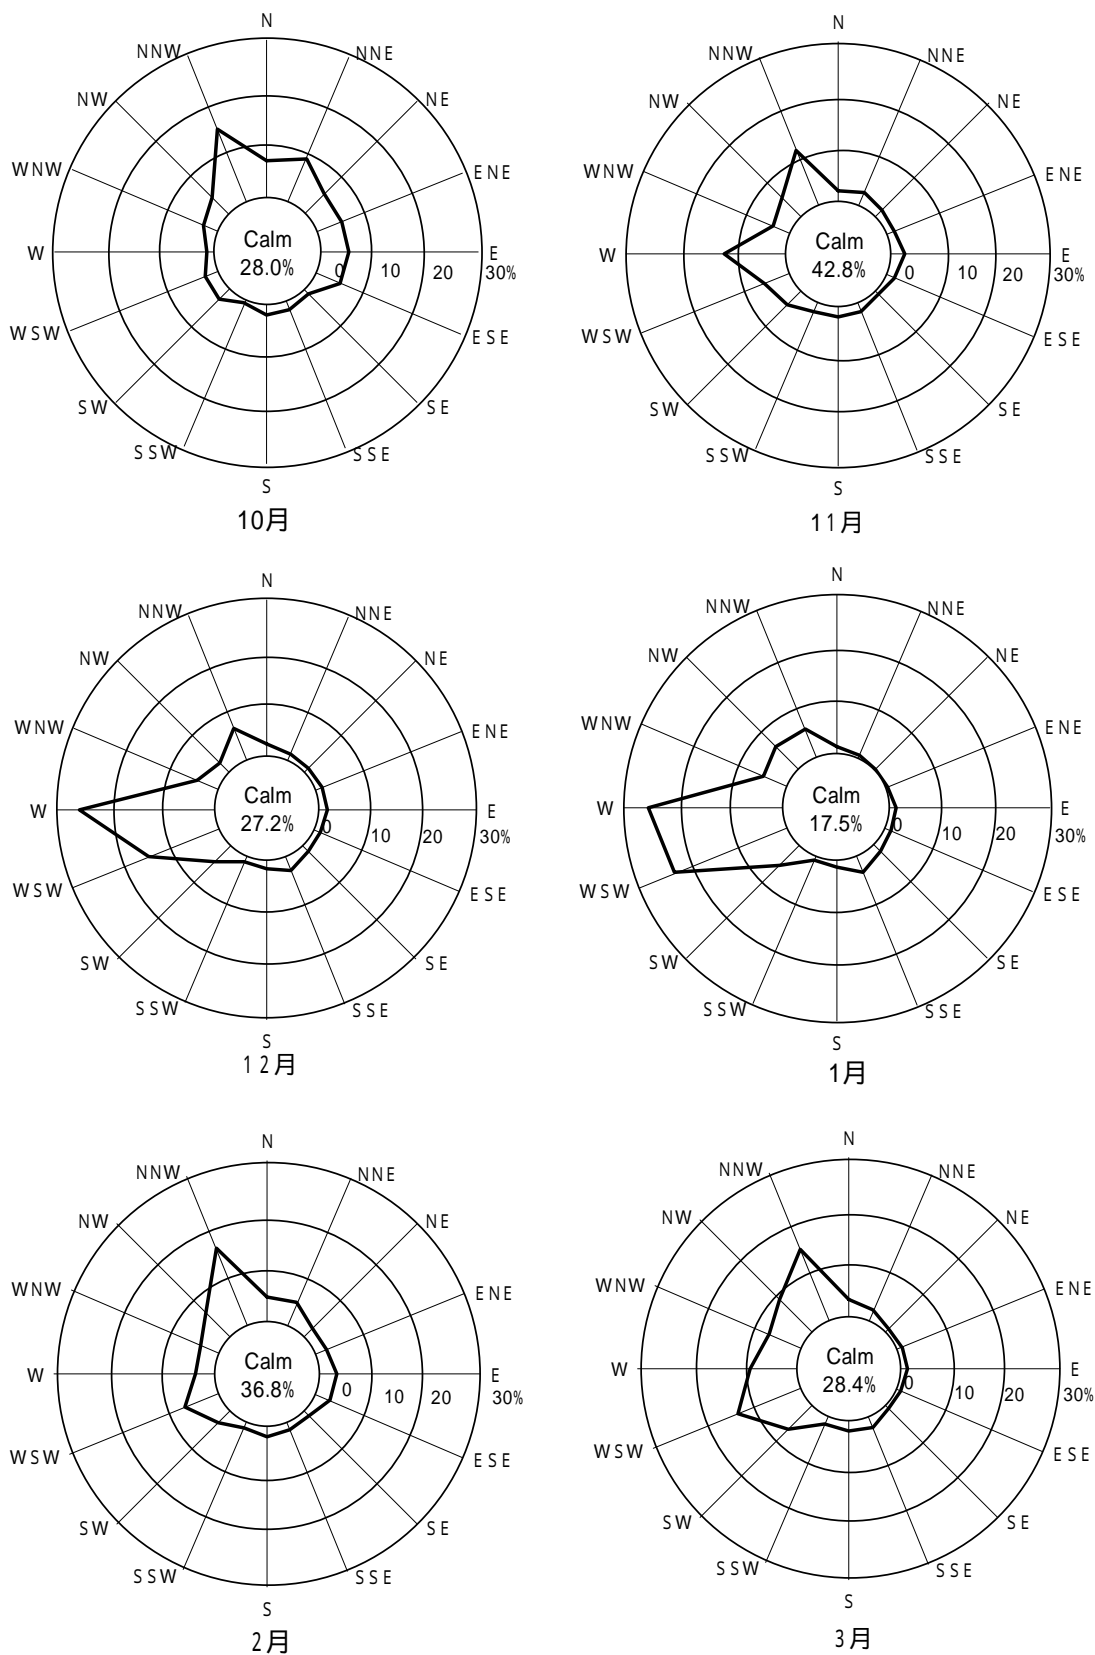 N
NNW NNE
NW NE
WNW ENE
Calm
W E
28.0% 0 10 20 30%
WSW ESE
SW SE
SSW SSE
S
10月
N
NNW NNE
NW NE
WNW ENE
Calm
W E
42.8% 0 10 20 30%
WSW ESE
SW SE
SSW SSE
S
11月
N
NNW NNE
NW NE
WNW ENE
Calm
W E
27.2% 0 10 20 30%
WSW ESE
SW SE
SSW SSE
S
12月
N
NNW NNE
NW NE
WNW ENE
Calm
W E
17.5% 0 10 20 30%
WSW ESE
SW SE
SSW SSE
S
1月
N
NNW NNE
NW NE
WNW ENE
Calm
W E
36.8% 0 10 20 30%
WSW ESE
SW SE
SSW SSE
S
2月
N
NNW NNE
NW NE
WNW ENE
Calm
W E
28.4% 0 10 20 30%
WSW ESE
SW SE
SSW SSE
S
3月